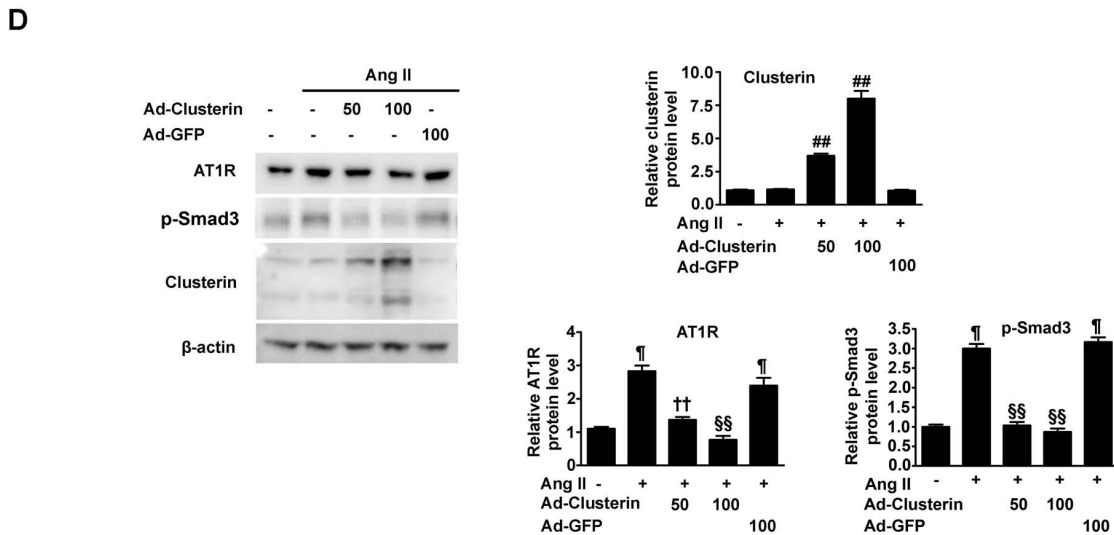 D
Ang II
Ad-Clusterin - - 50 100 -
Ad-GFP - - - - 100
AT1R
p-Smad3
Clusterin
β-actin
Clusterin
Relative clusterin
protein level
10.0
7.5
5.0
2.5
0.0
## ##
Ang II - + + + +
Ad-Clusterin 50 100
Ad-GFP 100
AT1R
Relative AT1R
protein level
4
3
2
1
0
¶ †† §§ ¶
Ang II - + + + +
Ad-Clusterin 50 100
Ad-GFP 100
p-Smad3
Relative p-Smad3
protein level
3.5
3.0
2.5
2.0
1.5
1.0
0.5
0.0
¶ §§ §§ ¶
Ang II - + + + +
Ad-Clusterin 50 100
Ad-GFP 100